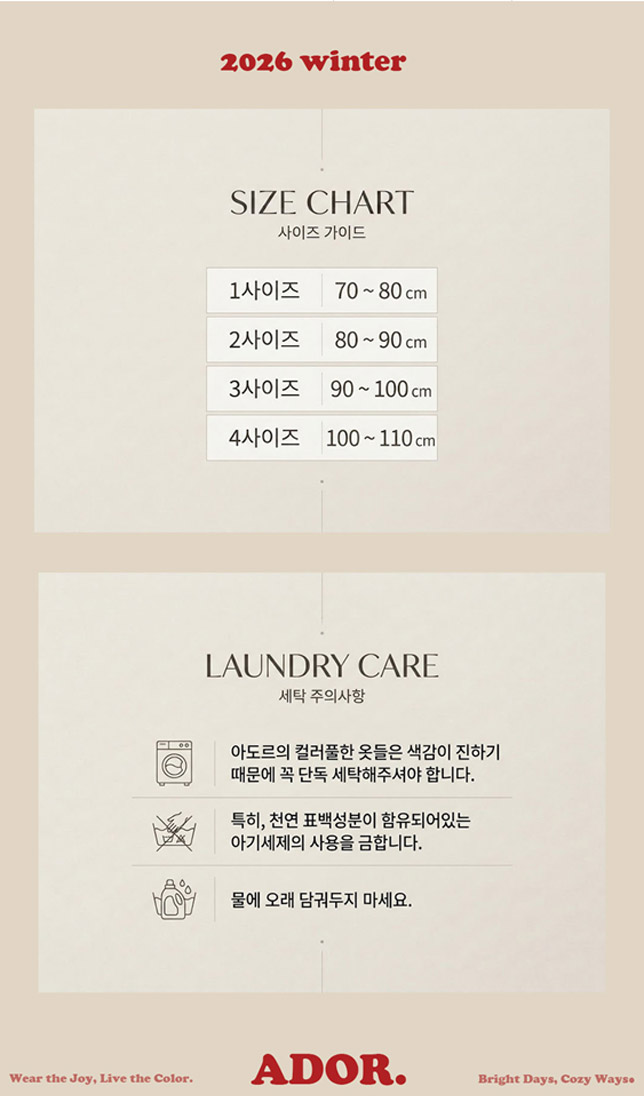 2026 winter
SIZE CHART
사이즈 가이드
1사이즈 70 ~ 80 cm
2사이즈 80 ~ 90 cm
3사이즈 90 ~ 100 cm
4사이즈 100 ~ 110 cm
LAUNDRY CARE
세탁 주의사항
아도르의 컬러풀한 옷들은 색감이 진하기
때문에 꼭 단독 세탁해주셔야 합니다.
특히, 천연 표백성분이 함유되어있는
아기세제의 사용을 금합니다.
물에 오래 담궈두지 마세요.
Wear the Joy, Live the Color. ADOR. Bright Days, Cozy Ways●